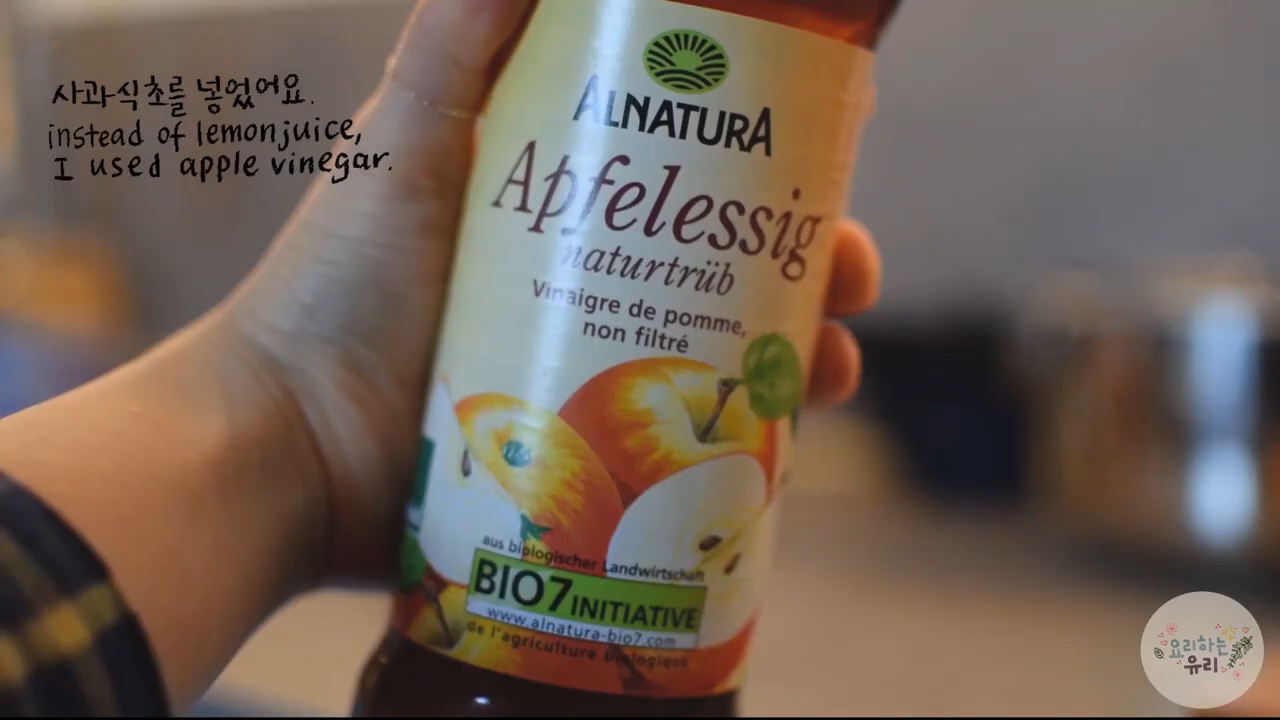 사과식초를 넣었어요.
instead of lemonjuice,
I used apple vinegar.
ALNATURA
Apfelessig
naturtrüb
Vinaigre de pomme,
non filtré
aus biologischer Landwirtschaft
BIO7INITIATIVE
www.alnatura-bio7.com
de l'agriculture biologique
요리하는
유리